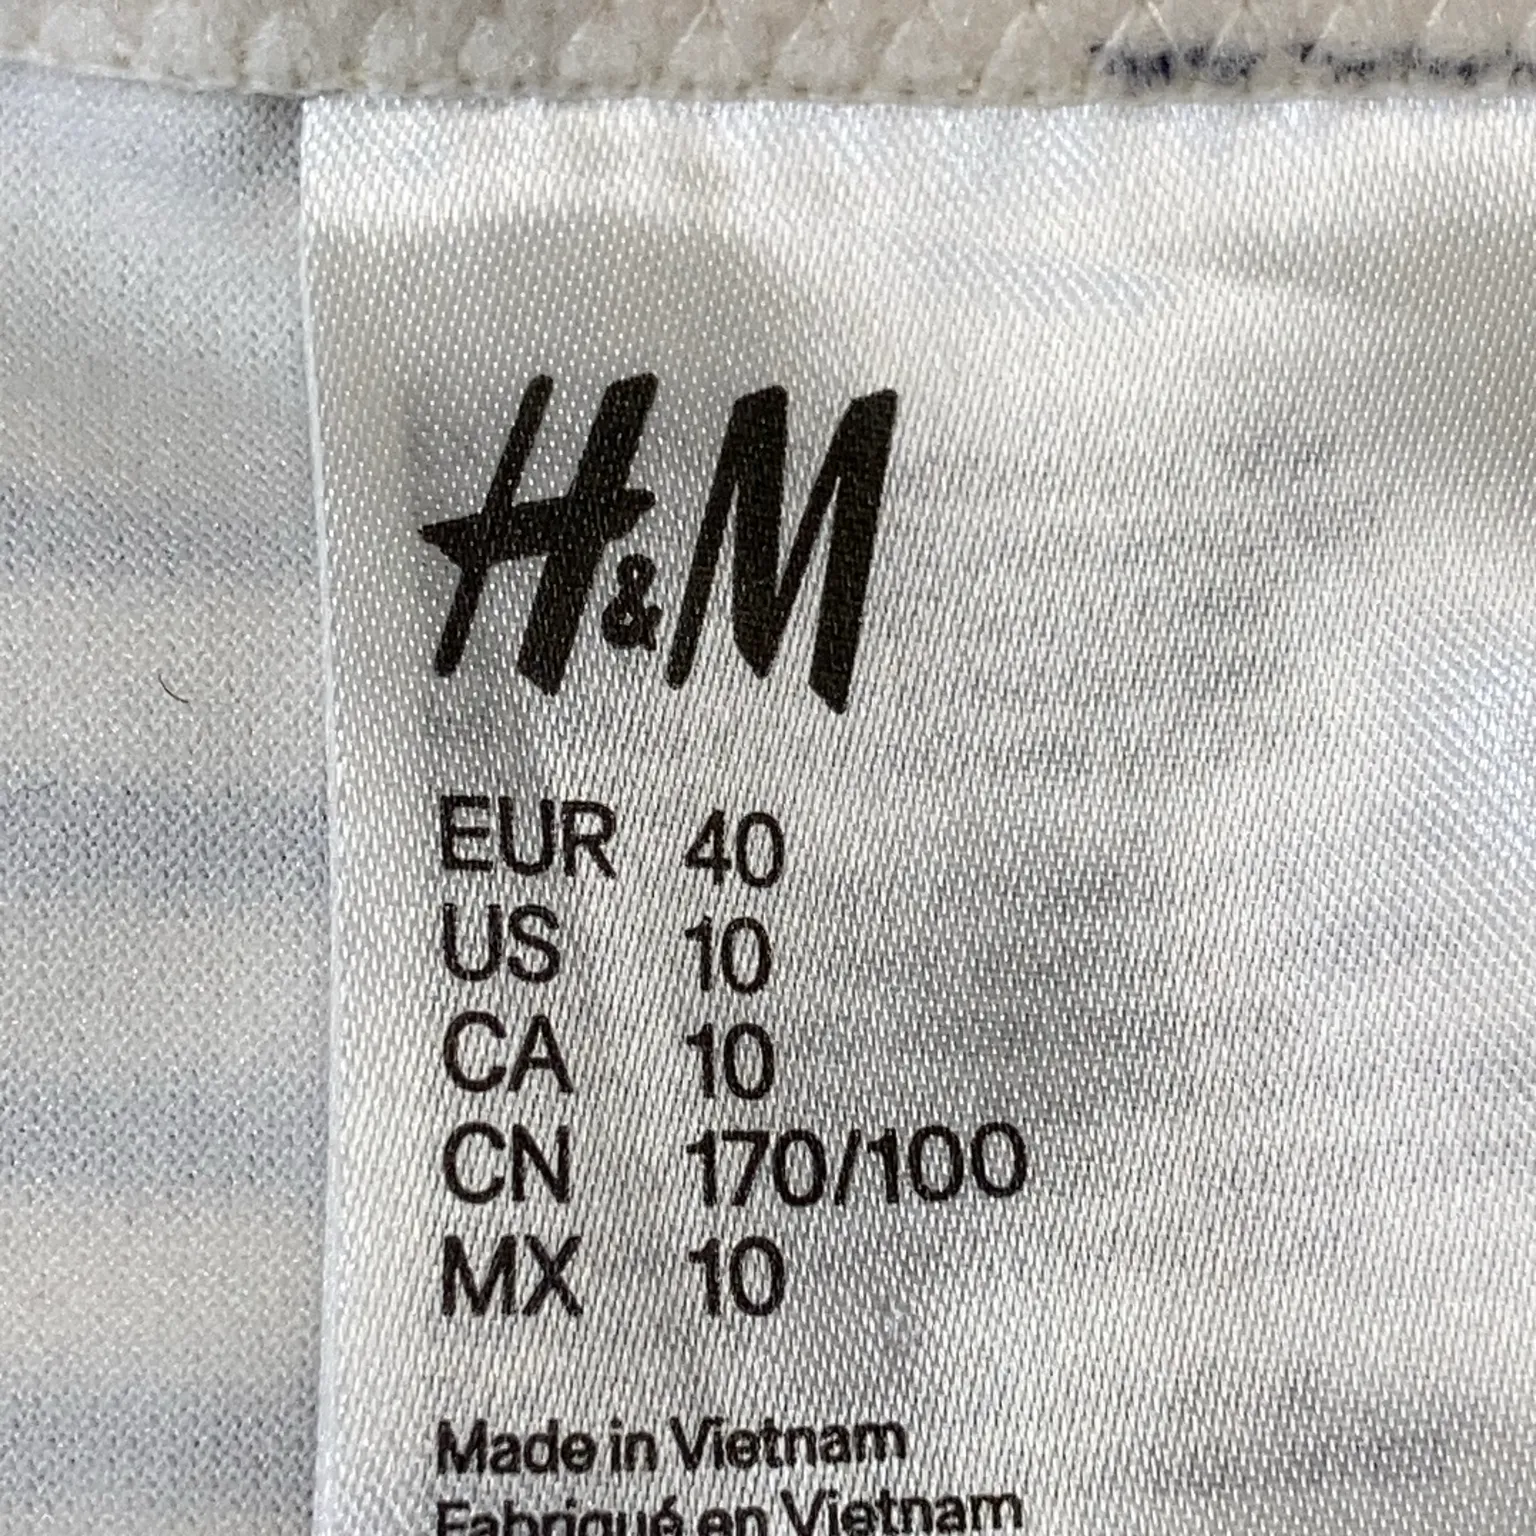 H&M
EUR 40
US 10
CA 10
CN 170/100
MX 10
Made in Vietnam
Fabriqué en Vietnam